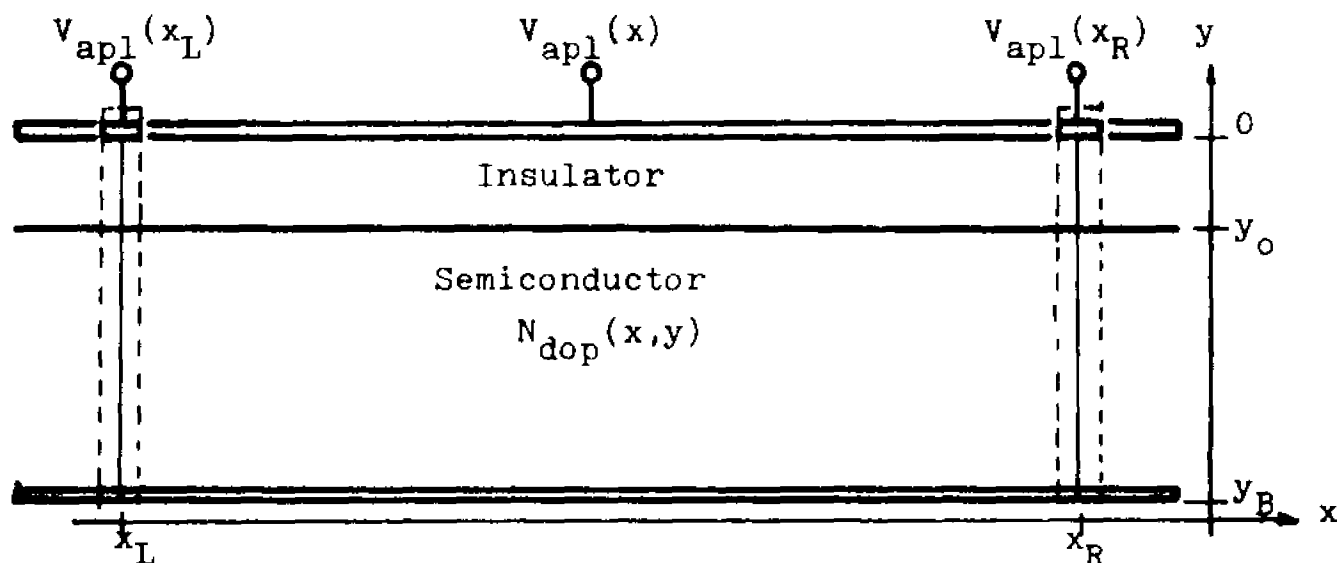 V_apl(x_L) V_apl(x) V_apl(x_R) y
0
Insulator
y_o
Semiconductor
N_dop(x,y)
y_B
x
x_L x_R